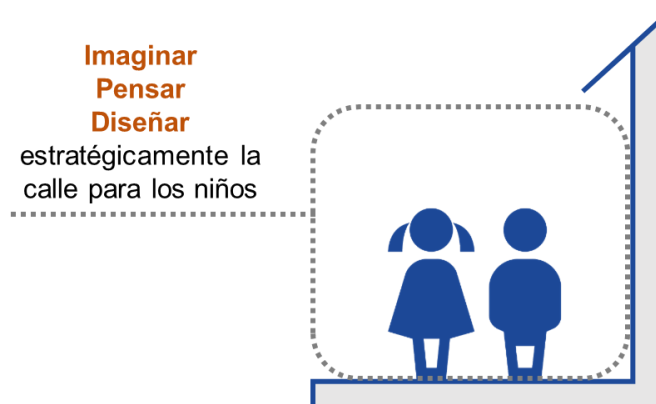 Imaginar
Pensar
Diseñar
estratégicamente la
calle para los niños